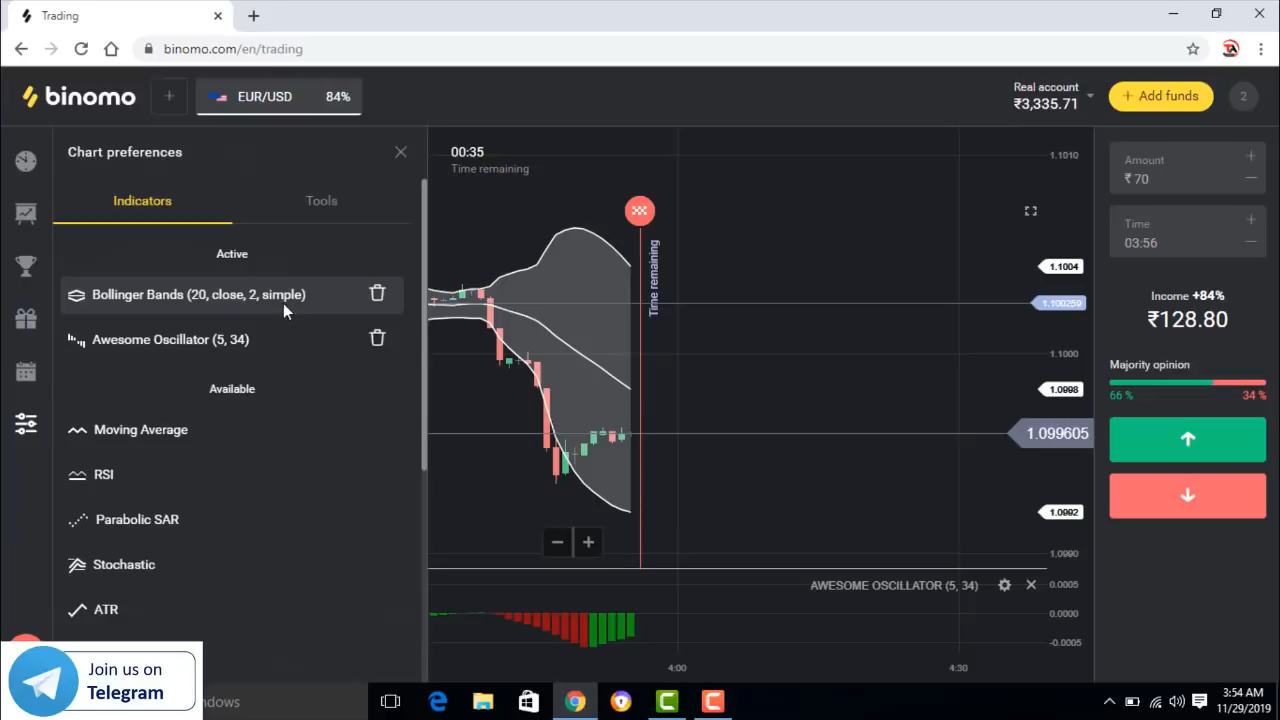 Trading
binomo.com/en/trading
binomo
EUR/USD 84%
Real account
₹3,335.71
+ Add funds
2
Chart preferences
Indicators
Tools
Active
Bollinger Bands (20, close, 2, simple)
Awesome Oscillator (5, 34)
Available
Moving Average
RSI
Parabolic SAR
Stochastic
ATR
00:35
Time remaining
Time remaining
1.1010
1.1004
1.100259
1.1000
1.0998
1.099605
1.0992
1.0990
AWESOME OSCILLATOR (5, 34)
0.0005
0.0000
-0.0005
4:00
4:30
Amount
₹ 70
Time
03:56
Income +84%
₹128.80
Majority opinion
66 % 34 %
Join us on
Telegram
ndows
3:54 AM
11/29/2019